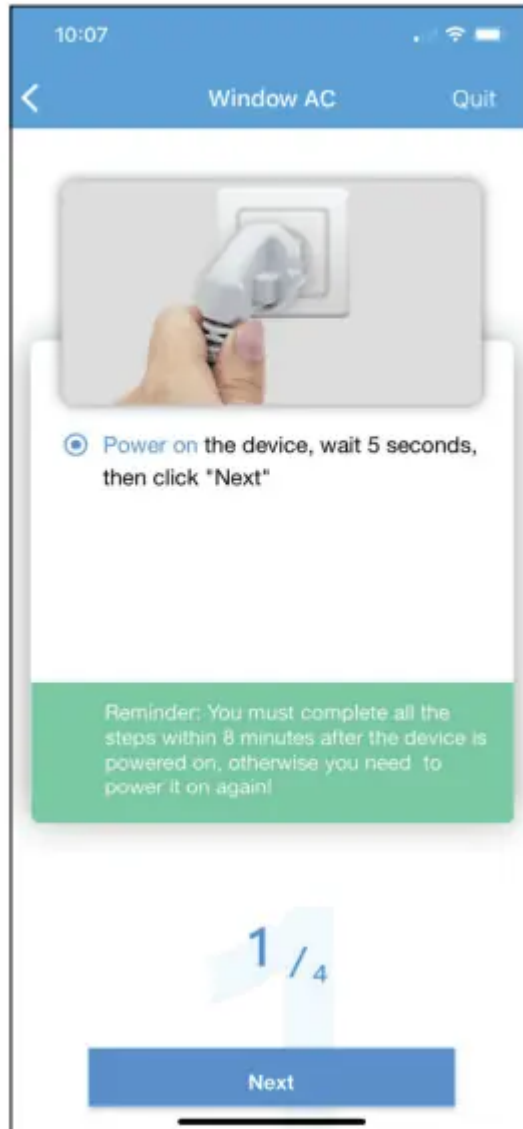 10:07
Window AC
Quit
Power on the device, wait 5 seconds,
then click "Next"
Reminder: You must complete all the
steps within 8 minutes after the device is
powered on, otherwise you need to
power it on again!
1 / 4
Next